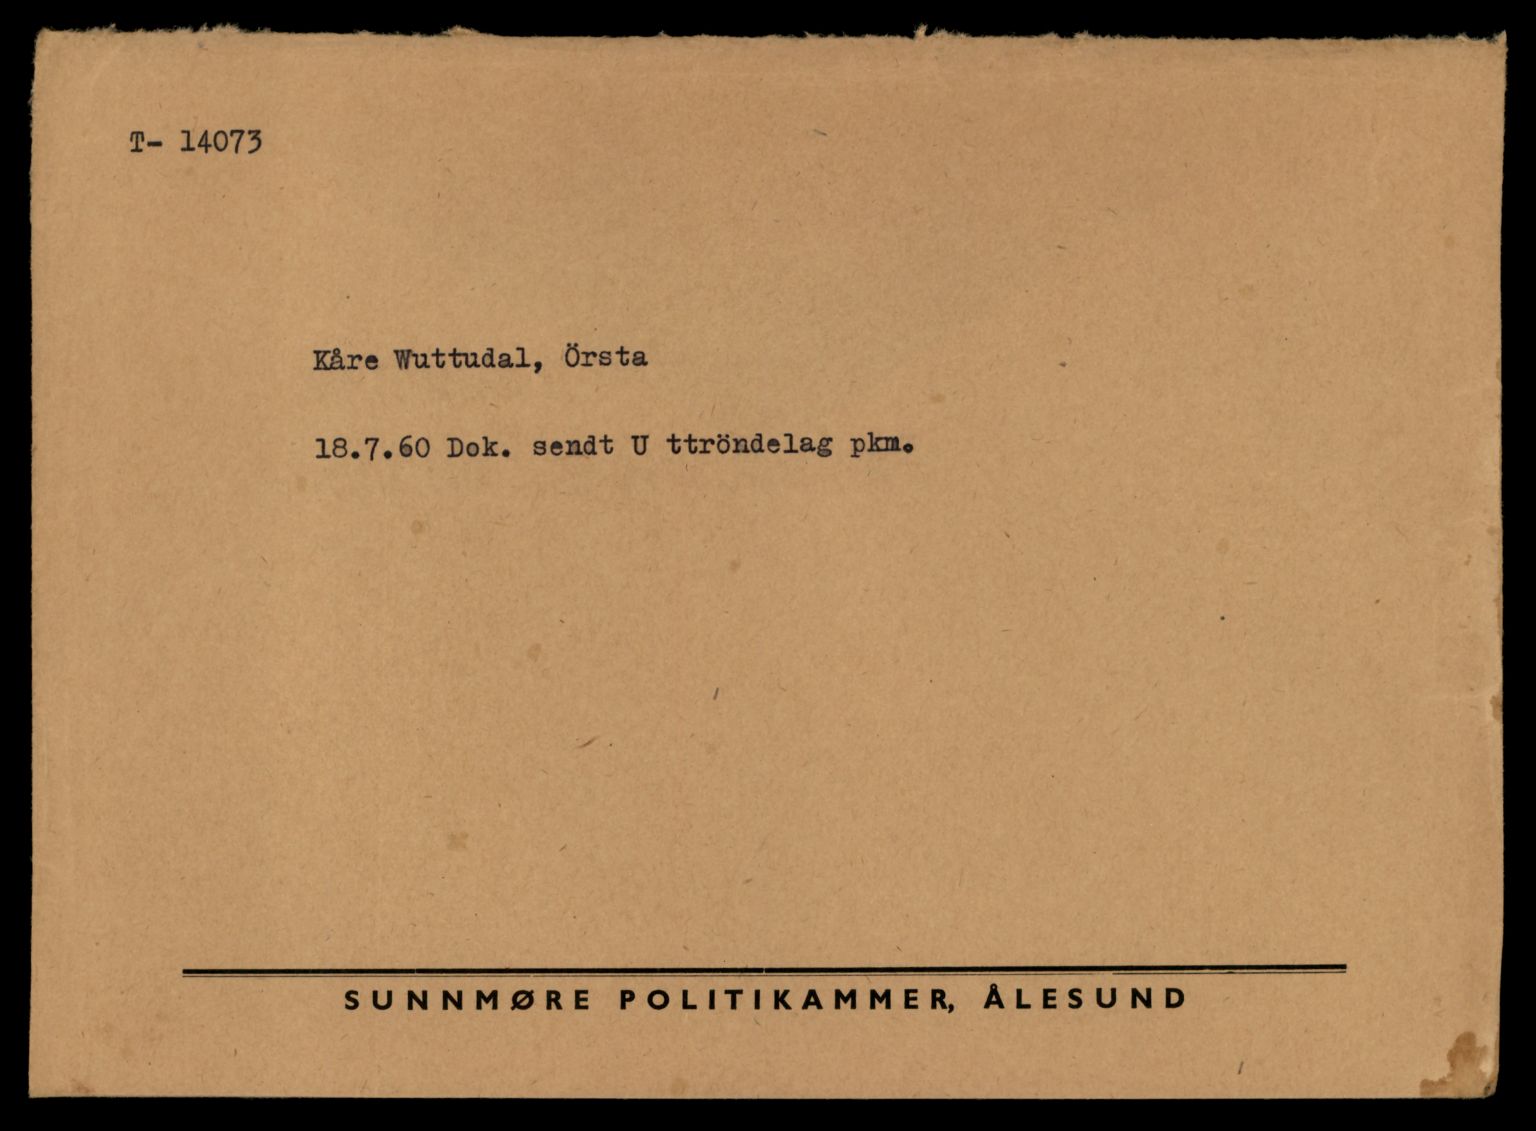 T- 14073
Kåre Wuttudal, Örsta
18.7.60 Dok. sendt U ttröndelag pkm.
SUNNMØRE POLITIKAMMER, ÅLESUND